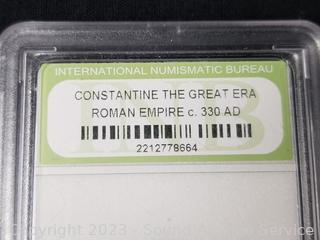 INTERNATIONAL NUMISMATIC BUREAU
CONSTANTINE THE GREAT ERA
ROMAN EMPIRE c. 330 AD
2212778664